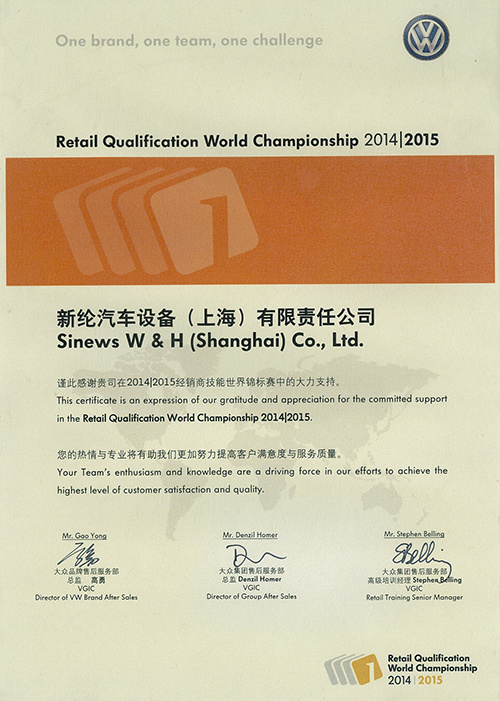 One brand, one team, one challenge
Retail Qualification World Championship 2014|2015
1
新纶汽车设备（上海）有限责任公司
Sinews W & H (Shanghai) Co., Ltd.
谨此感谢贵司在2014|2015经销商技能世界锦标赛中的大力支持。
This certificate is an expression of our gratitude and appreciation for the committed support
in the Retail Qualification World Championship 2014|2015.
您的热情与专业将有助我们更加努力提高客户满意度与服务质量。
Your Team's enthusiasm and knowledge are a driving force in our efforts to achieve the
highest level of customer satisfaction and quality.
Mr. Gao Yong
大众品牌售后服务部
总监 高勇
VGIC
Director of VW Brand After Sales
Mr. Denzil Homer
大众集团售后服务部
总监 Denzil Homer
VGIC
Director of Group After Sales
Mr. Stephen Belling
SBelling
大众集团售后服务部
高级培训经理 Stephen Belling
VGIC
Retail Training Senior Manager
1
Retail Qualification
World Championship
2014|2015